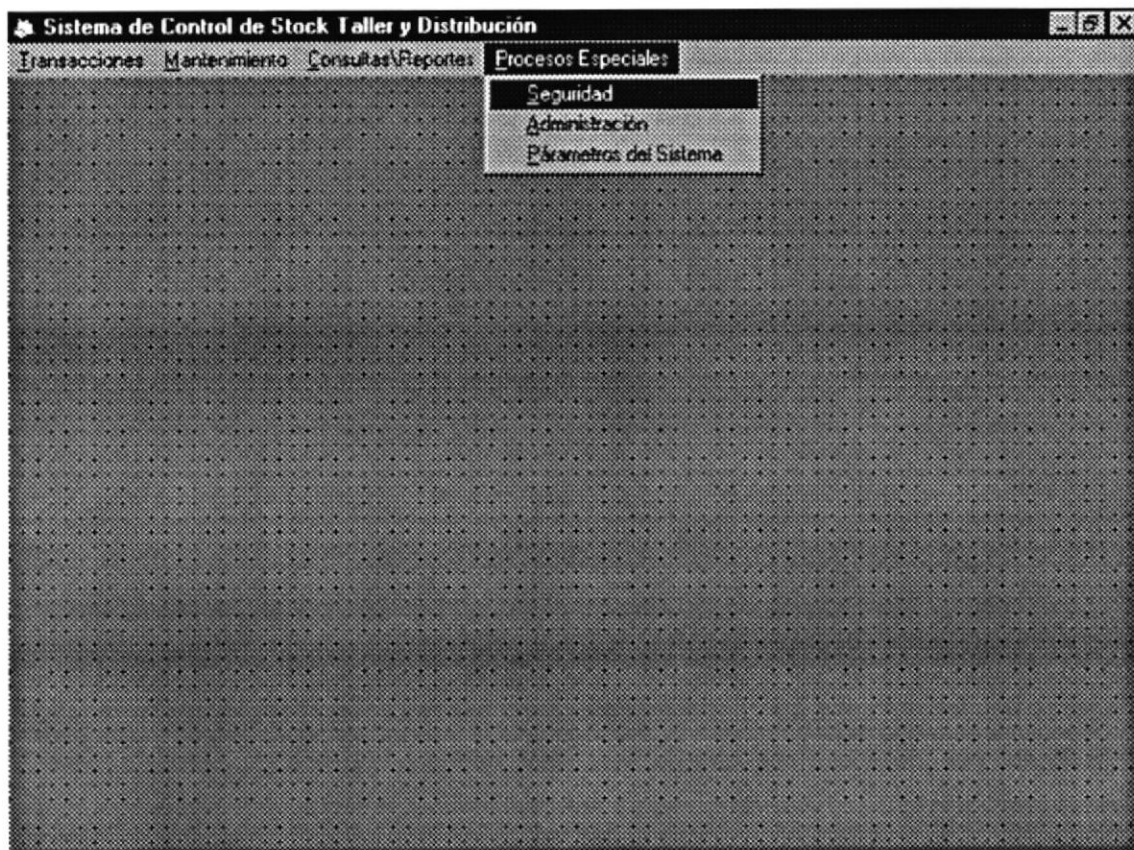 Sistema de Control de Stock Taller y Distribución
Transacciones Mantenimiento Consultas\Reportes Procesos Especiales
Seguridad
Administración
Párametros del Sistema